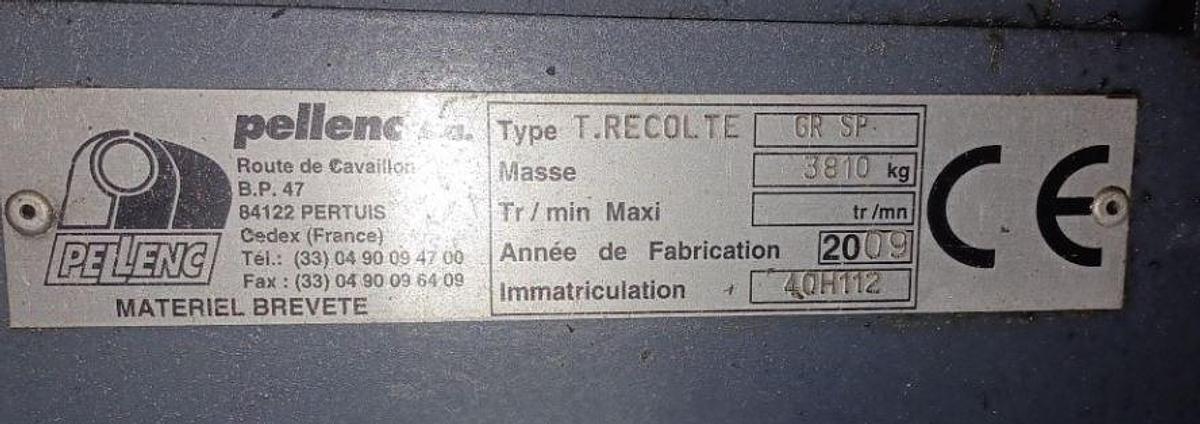 pellenc s.a.
Route de Cavaillon
B.P. 47
84122 PERTUIS
Cedex (France)
Tél.: (33) 04 90 09 47 00
Fax : (33) 04 90 09 64 09
PELLENC
MATERIEL BREVETE
Type T.RECOLTE GR SP
Masse 3810 kg
Tr / min Maxi tr/mn
Année de Fabrication 2009
Immatriculation 40H112
CE